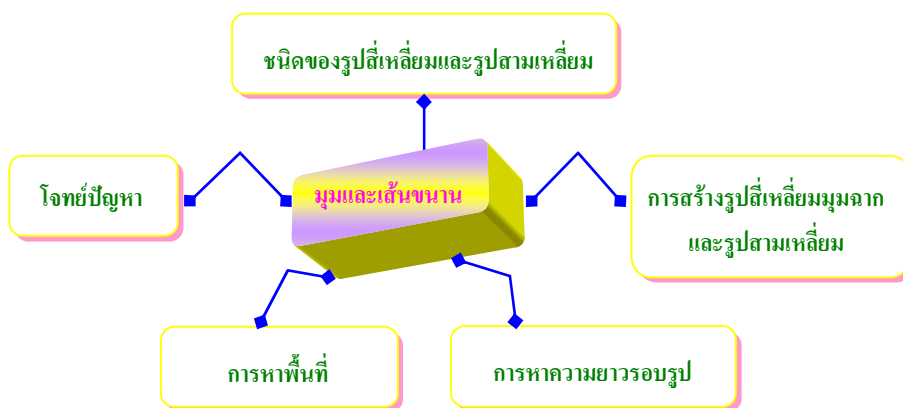 ชนิดของรูปสี่เหลี่ยมและรูปสามเหลี่ยม
โจทย์ปัญหา
มุมและเส้นขนาน
การสร้างรูปสี่เหลี่ยมมุมฉาก
และรูปสามเหลี่ยม
การหาพื้นที่
การหาความยาวรอบรูป